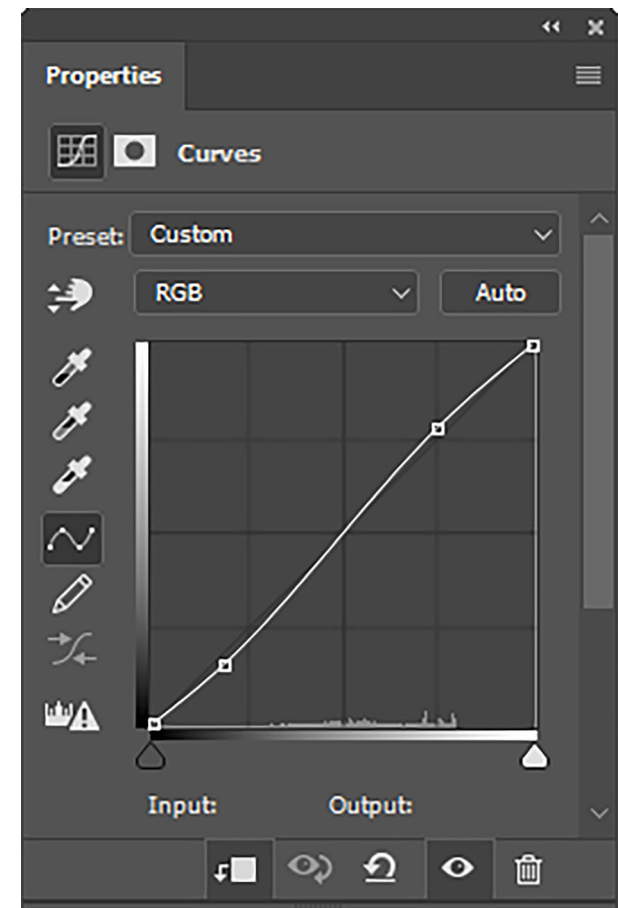 Properties
Curves
Preset: Custom
RGB Auto
Input: Output: